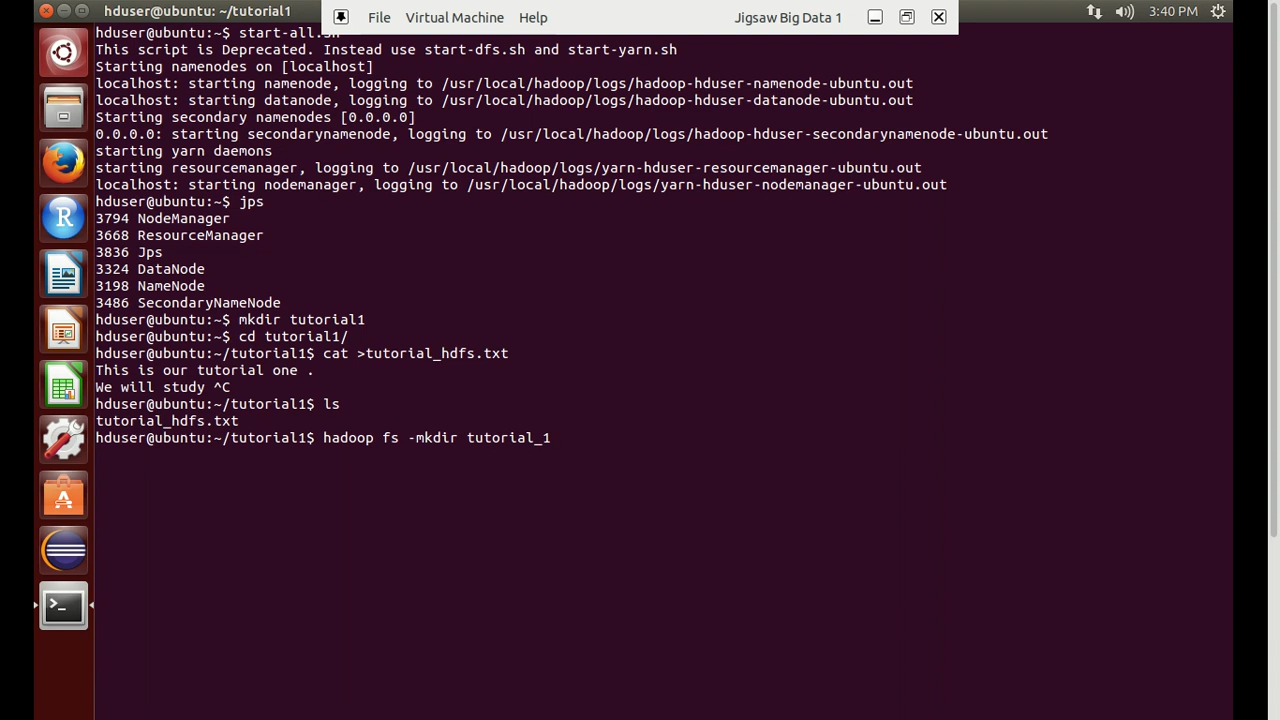 hduser@ubuntu: ~/tutorial1
File Virtual Machine Help
Jigsaw Big Data 1
3:40 PM
hduser@ubuntu:~$ start-all.sh
This script is Deprecated. Instead use start-dfs.sh and start-yarn.sh
Starting namenodes on [localhost]
localhost: starting namenode, logging to /usr/local/hadoop/logs/hadoop-hduser-namenode-ubuntu.out
localhost: starting datanode, logging to /usr/local/hadoop/logs/hadoop-hduser-datanode-ubuntu.out
Starting secondary namenodes [0.0.0.0]
0.0.0.0: starting secondarynamenode, logging to /usr/local/hadoop/logs/hadoop-hduser-secondarynamenode-ubuntu.out
starting yarn daemons
starting resourcemanager, logging to /usr/local/hadoop/logs/yarn-hduser-resourcemanager-ubuntu.out
localhost: starting nodemanager, logging to /usr/local/hadoop/logs/yarn-hduser-nodemanager-ubuntu.out
hduser@ubuntu:~$ jps
3794 NodeManager
3668 ResourceManager
3836 Jps
3324 DataNode
3198 NameNode
3486 SecondaryNameNode
hduser@ubuntu:~$ mkdir tutorial1
hduser@ubuntu:~$ cd tutorial1/
hduser@ubuntu:~/tutorial1$ cat >tutorial_hdfs.txt
This is our tutorial one .
We will study ^C
hduser@ubuntu:~/tutorial1$ ls
tutorial_hdfs.txt
hduser@ubuntu:~/tutorial1$ hadoop fs -mkdir tutorial_1
R
A
>_